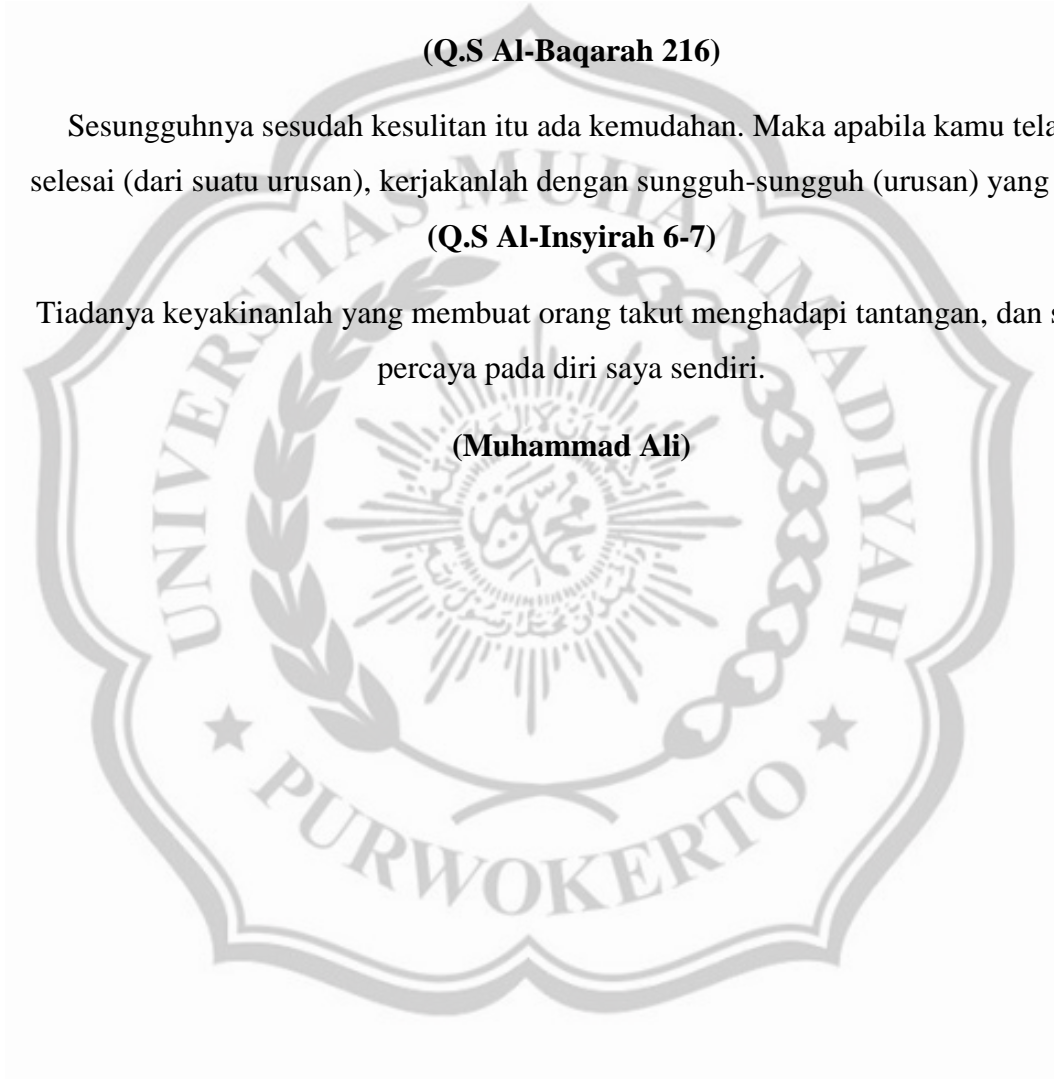 (Q.S Al-Baqarah 216)
Sesungguhnya sesudah kesulitan itu ada kemudahan. Maka apabila kamu tela
selesai (dari suatu urusan), kerjakanlah dengan sungguh-sungguh (urusan) yang
(Q.S Al-Insyirah 6-7)
Tiadanya keyakinanlah yang membuat orang takut menghadapi tantangan, dan s
percaya pada diri saya sendiri.
(Muhammad Ali)
UNIVERSITAS MUHAMMADIYAH
PURWOKERTO